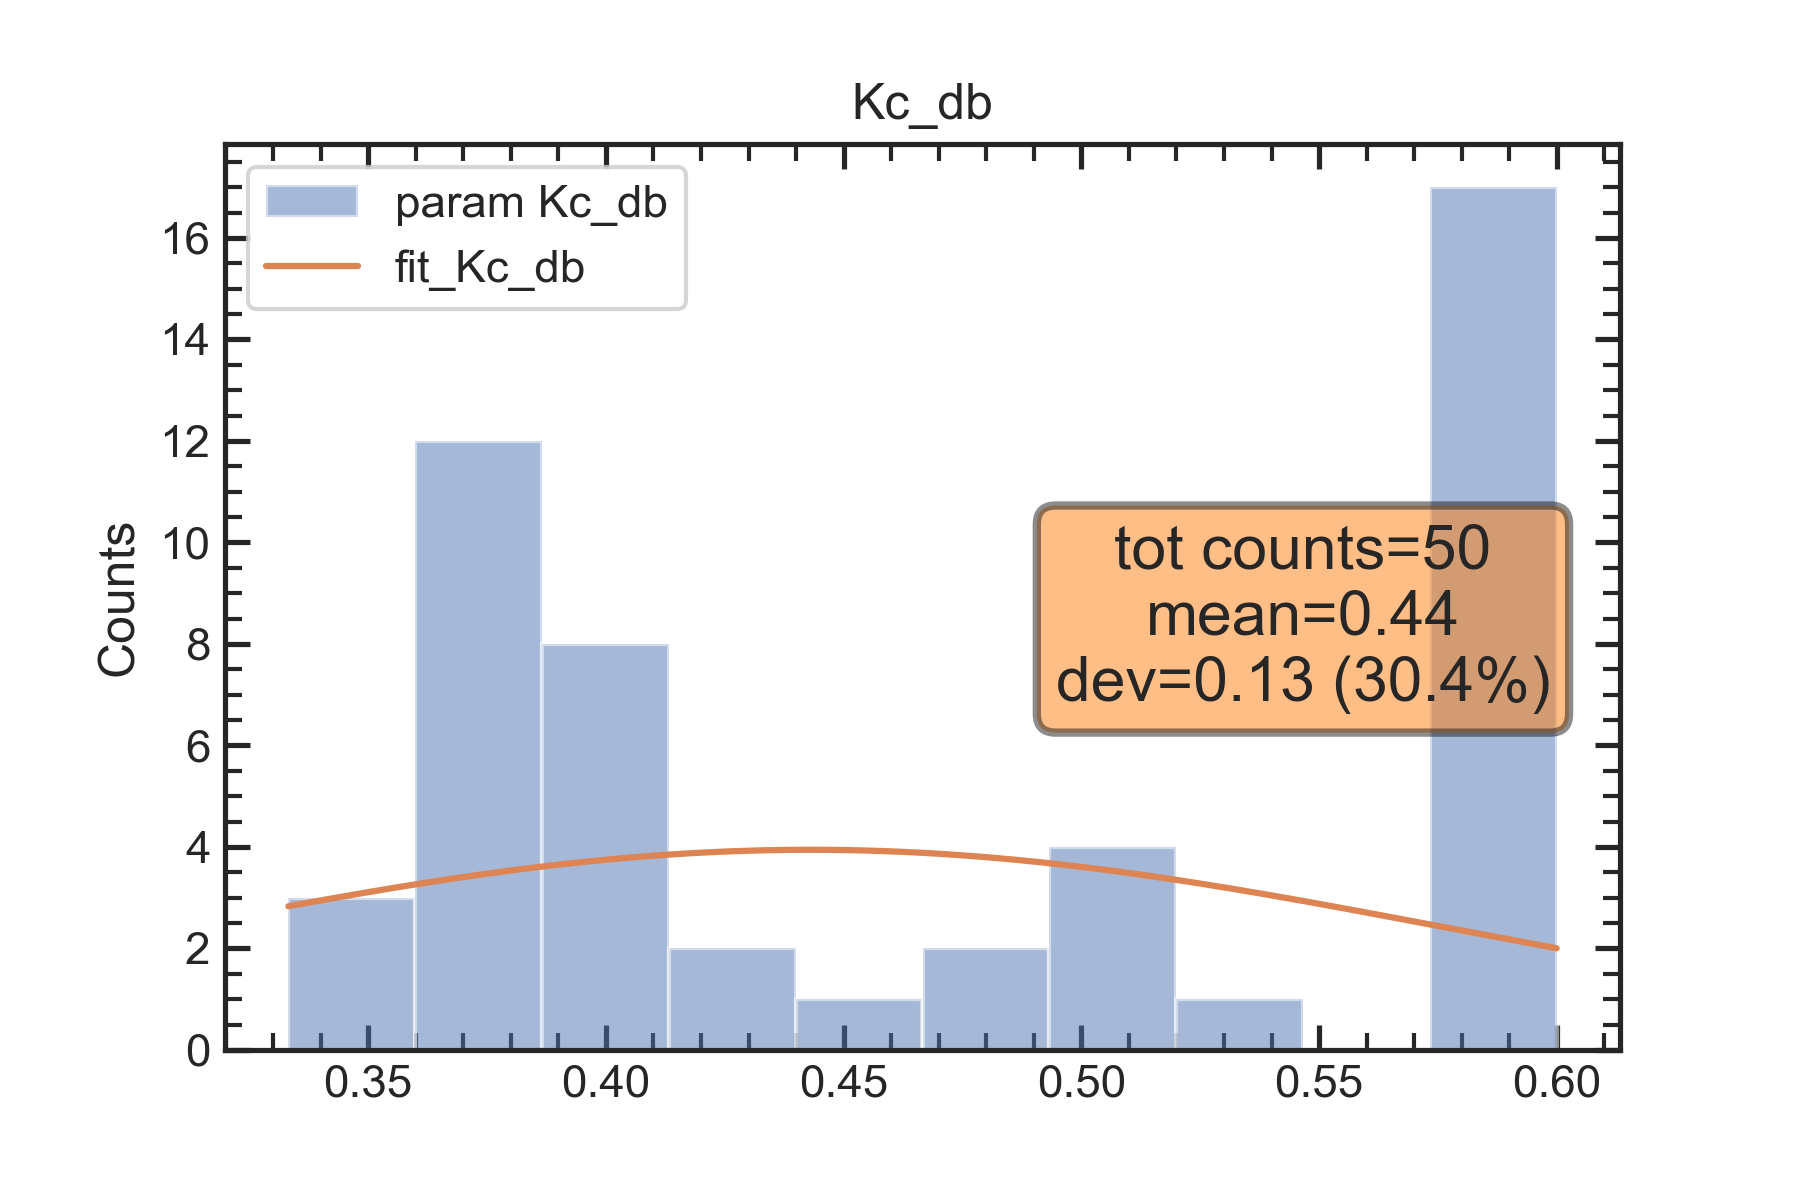 Kc_db
param Kc_db
fit_Kc_db
16
14
12
10
8
6
4
2
0
Counts
tot counts=50
mean=0.44
dev=0.13 (30.4%)
0.35 0.40 0.45 0.50 0.55 0.60